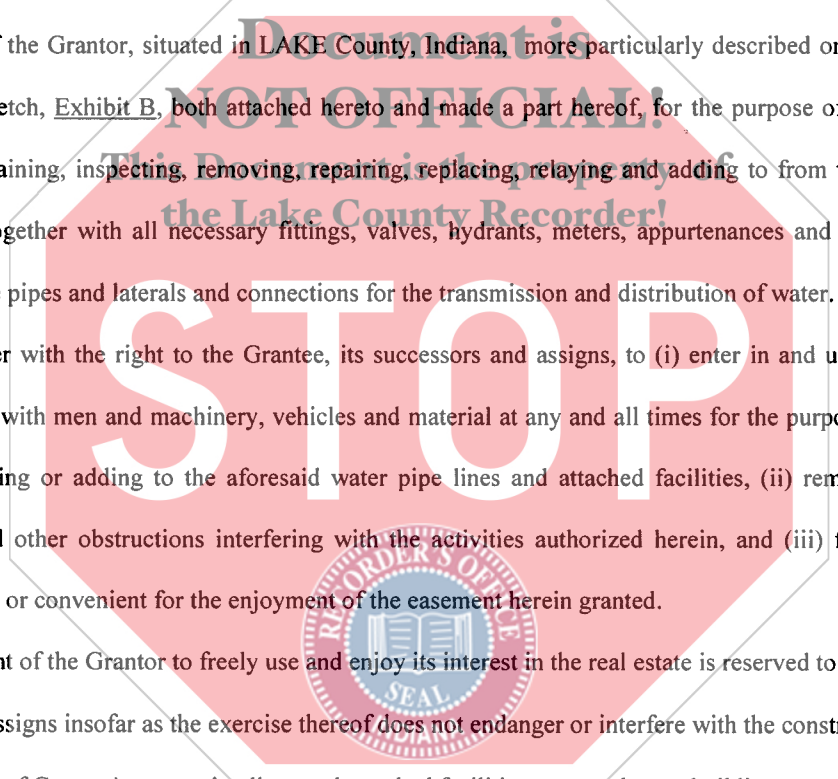 Document is
the Grantor, situated in LAKE County, Indiana, more particularly described
NOT OFFICIAL!
etch, Exhibit B, both attached hereto and made a part hereof, for the purpose
This Document is the property of
aining, inspecting, removing, repairing, replacing, relaying and adding to from
the Lake County Recorder!
gether with all necessary fittings, valves, hydrants, meters, appurtenances and
pipes and laterals and connections for the transmission and distribution of water.
STOP
er with the right to the Grantee, its successors and assigns, to (i) enter in and u
with men and machinery, vehicles and material at any and all times for the purpo
ing or adding to the aforesaid water pipe lines and attached facilities, (ii) rem
other obstructions interfering with the activities authorized herein, and (iii)
or convenient for the enjoyment of the easement herein granted.
RECORDER'S OFFICE
SEAL
INDIANA
nt of the Grantor to freely use and enjoy its interest in the real estate is reserved to
ssigns insofar as the exercise thereof does not endanger or interfere with the const